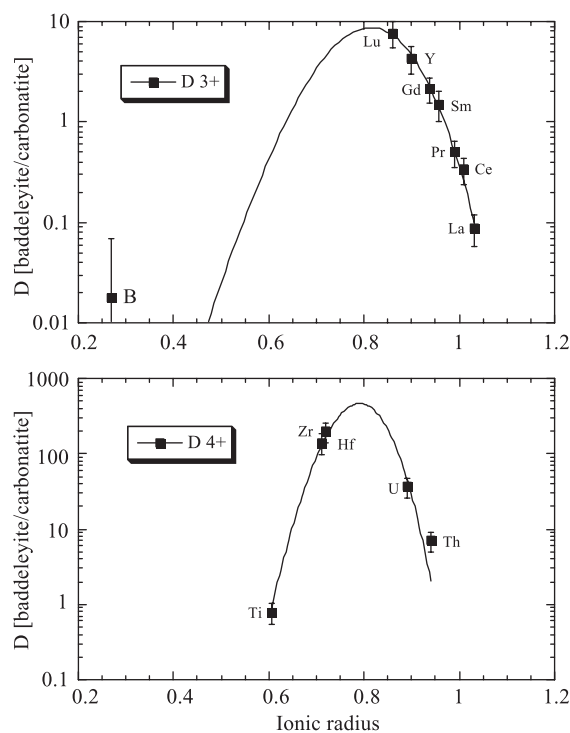 10
Lu
Y
D 3+
Gd
Sm
1
Pr
Ce
0.1
La
B
0.01
0.2 0.4 0.6 0.8 1 1.2
D [baddeleyite/carbonatite]
1000
Zr
D 4+
Hf
100
U
10
Th
1
Ti
0.1
0.2 0.4 0.6 0.8 1 1.2
D [baddeleyite/carbonatite]
Ionic radius